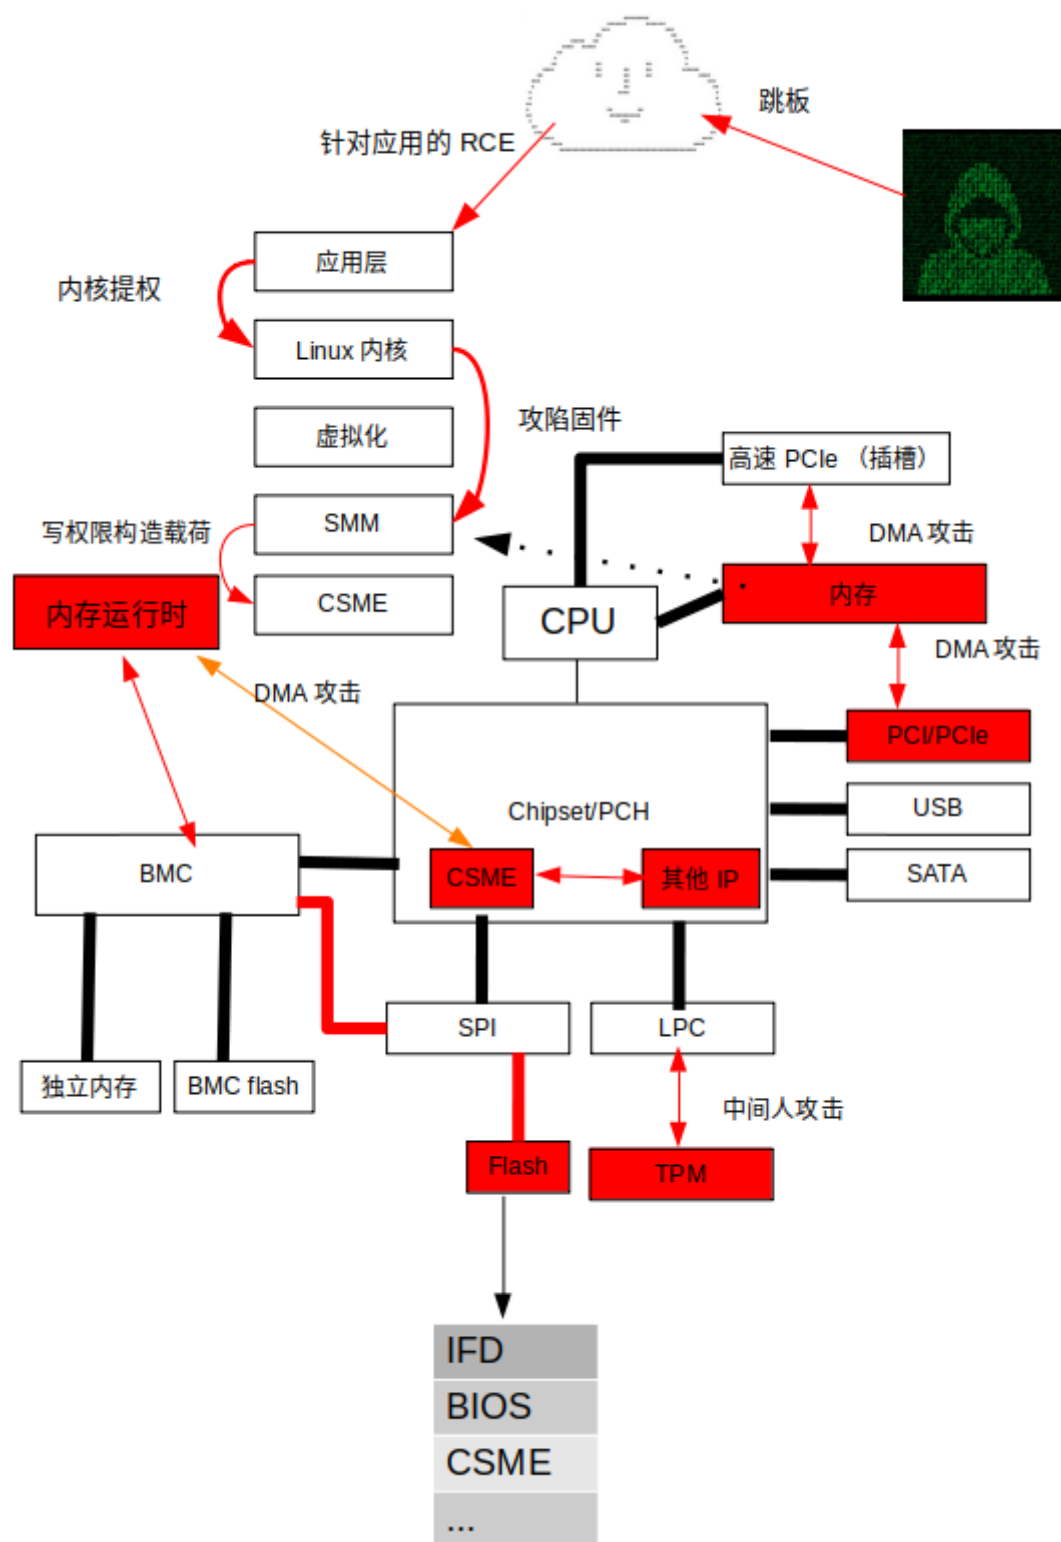 跳板
针对应用的 RCE
应用层
内核提权
Linux 内核
虚拟化
攻陷固件
高速 PCIe （插槽）
SMM
写权限构造载荷
DMA 攻击
CSME
内存运行时
CPU
内存
DMA 攻击
DMA 攻击
PCI/PCIe
Chipset/PCH
USB
BMC
CSME
其他 IP
SATA
SPI
LPC
独立内存
BMC flash
中间人攻击
Flash
TPM
IFD
BIOS
CSME
...